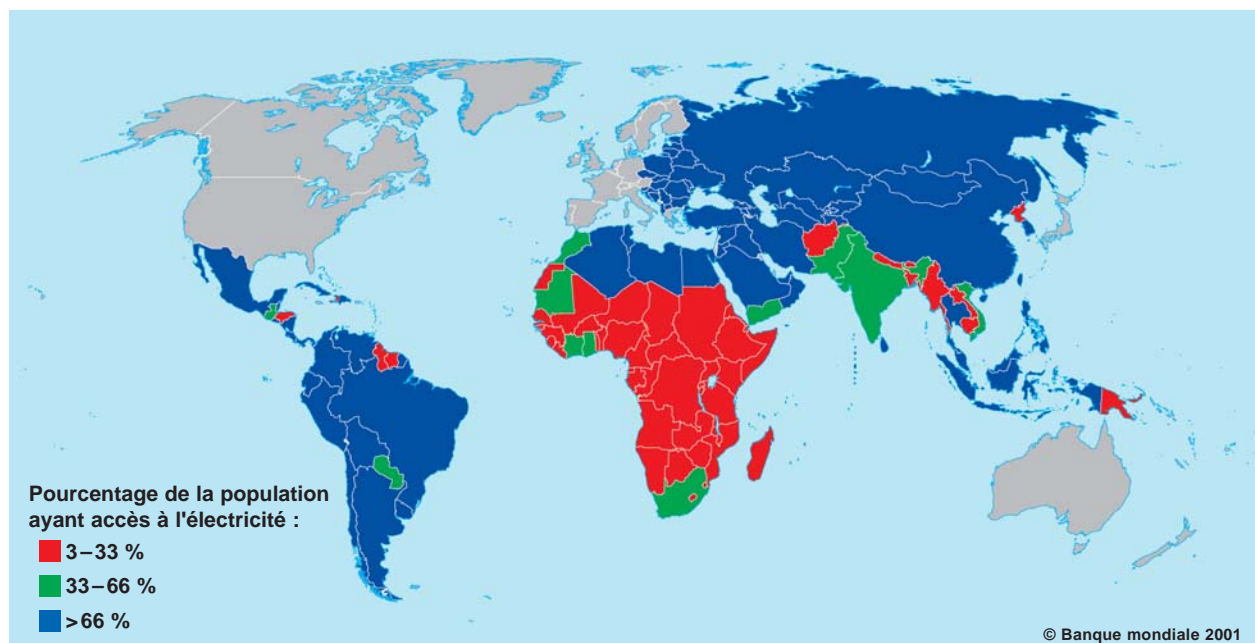 Pourcentage de la population
ayant accès à l'électricité :
3–33 %
33–66 %
>66 %
© Banque mondiale 2001